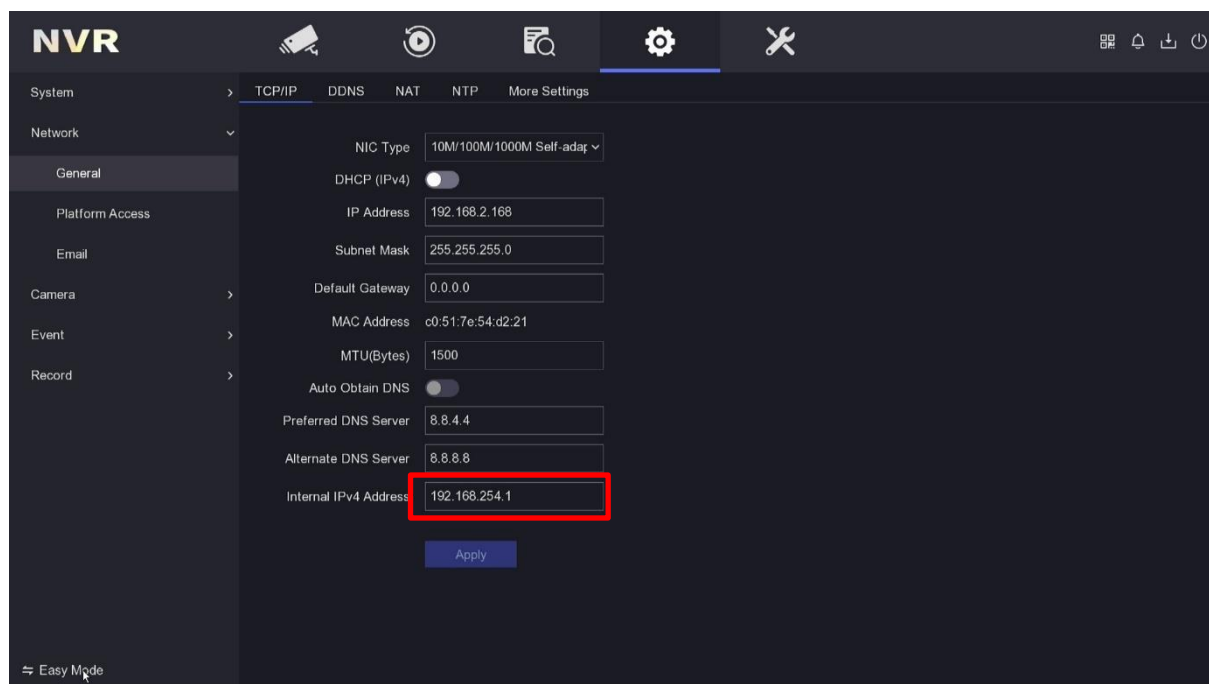 NVR
System
Network
General
Platform Access
Email
Camera
Event
Record
Easy Mode
TCP/IP DDNS NAT NTP More Settings
NIC Type 10M/100M/1000M Self-adap
DHCP (IPv4)
IP Address 192.168.2.168
Subnet Mask 255.255.255.0
Default Gateway 0.0.0.0
MAC Address c0:51:7e:54:d2:21
MTU(Bytes) 1500
Auto Obtain DNS
Preferred DNS Server 8.8.4.4
Alternate DNS Server 8.8.8.8
Internal IPv4 Address 192.168.254.1
Apply